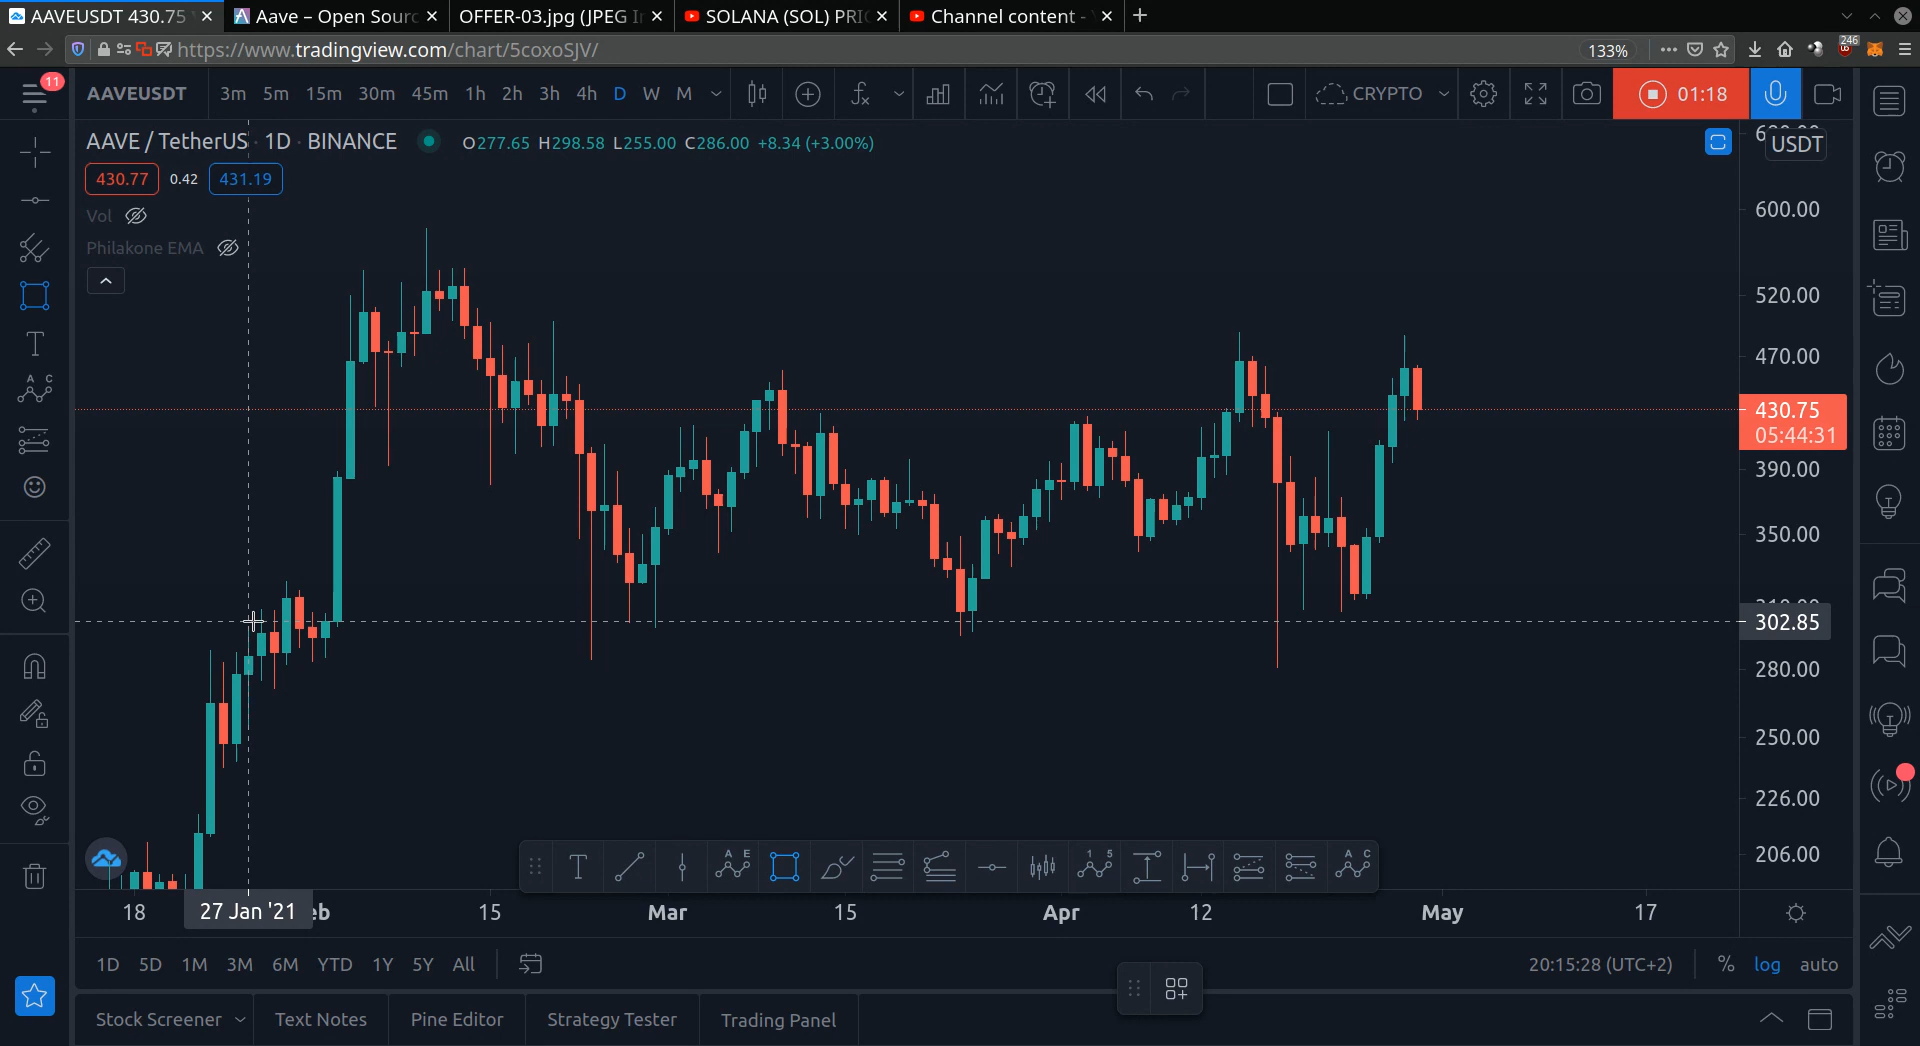 AAVEUSDT 430.75
Aave – Open Sourc
OFFER-03.jpg (JPEG I
SOLANA (SOL) PRI
Channel content -
https://www.tradingview.com/chart/5coxoSJV/
133%
246
11
AAVEUSDT 3m 5m 15m 30m 45m 1h 2h 3h 4h D W M
CRYPTO
01:18
AAVE / TetherUS · 1D · BINANCE
O277.65 H298.58 L255.00 C286.00 +8.34 (+3.00%)
USDT
430.77 0.42 431.19
Vol
Philakone EMA
600.00
520.00
470.00
430.75
05:44:31
390.00
350.00
302.85
280.00
250.00
226.00
206.00
18 27 Jan '21 eb 15 Mar 15 Apr 12 May 17
1D 5D 1M 3M 6M YTD 1Y 5Y All
20:15:28 (UTC+2) % log auto
Stock Screener Text Notes Pine Editor Strategy Tester Trading Panel